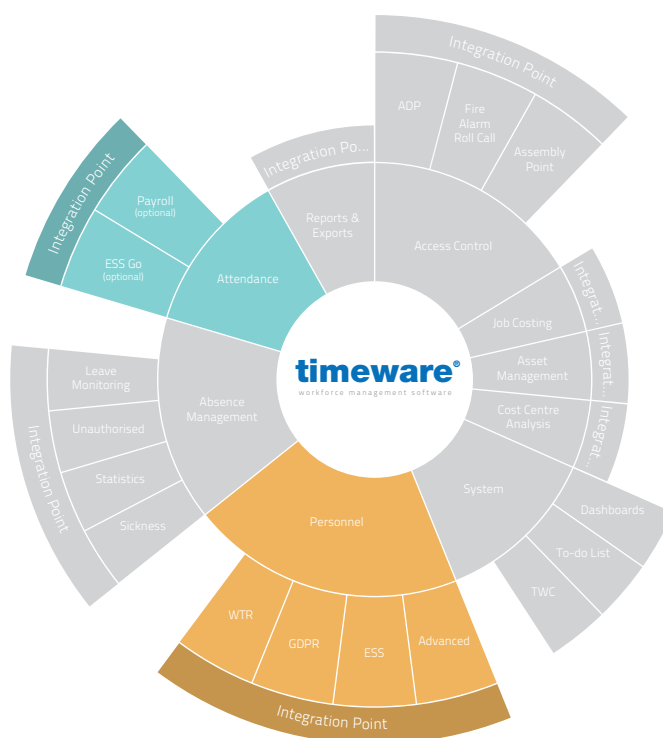 Integration Point
ADP
Fire
Alarm
Roll Call
Assembly
Point
Access Control
Integration Po...
Reports &
Exports
Integration Point
Payroll
(optional)
ESS Go
(optional)
Attendance
Integrat...
Job Costing
Integrat...
Asset
Management
Integrat...
Cost Centre
Analysis
timeware®
workforce management software
Absence
Management
Leave
Monitoring
Unauthorised
Statistics
Sickness
Integration Point
System
Dashboards
To-do List
TWC
Personnel
WTR
GDPR
ESS
Advanced
Integration Point